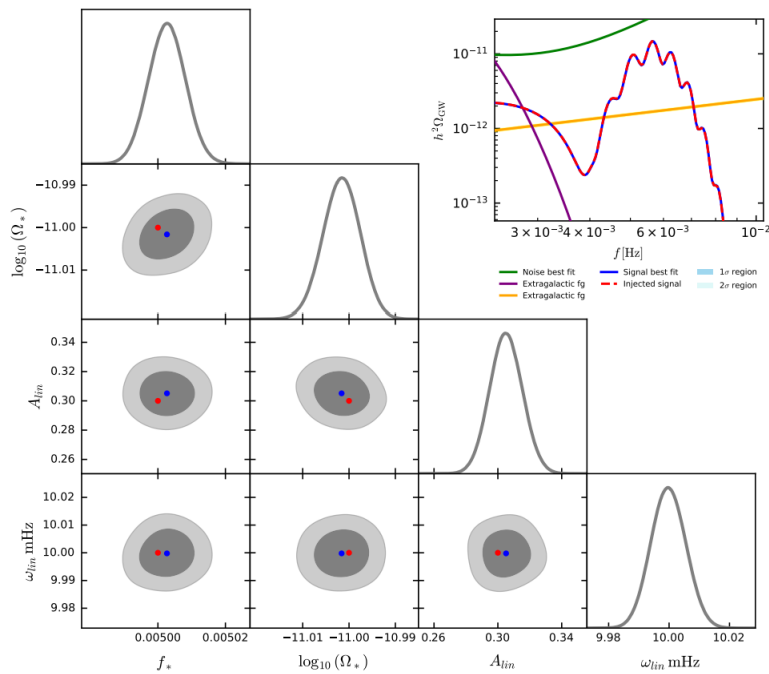 10⁻¹¹
10⁻¹²
10⁻¹³
h²Ω_GW
3 × 10⁻³ 4 × 10⁻³ 6 × 10⁻³ 10⁻²
f [Hz]
Noise best fit
Extragalactic fg
Extragalactic fg
Signal best fit
Injected signal
1σ region
2σ region
−10.99
−11.00
−11.01
log₁₀ (Ω_*)
0.34
0.32
0.30
0.28
0.26
A_lin
10.02
10.01
10.00
9.99
9.98
ω_lin mHz
0.00500 0.00502
f_*
−11.01 −11.00 −10.99
log₁₀ (Ω_*)
0.26 0.30 0.34
A_lin
9.98 10.00 10.02
ω_lin mHz